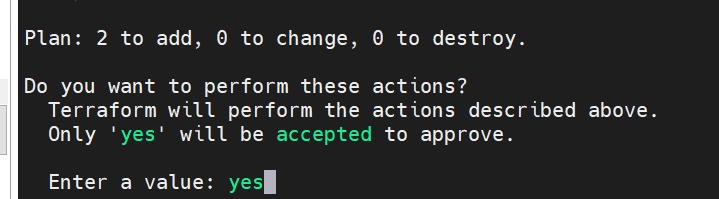 Plan: 2 to add, 0 to change, 0 to destroy.
Do you want to perform these actions?
Terraform will perform the actions described above.
Only 'yes' will be accepted to approve.
Enter a value: yes